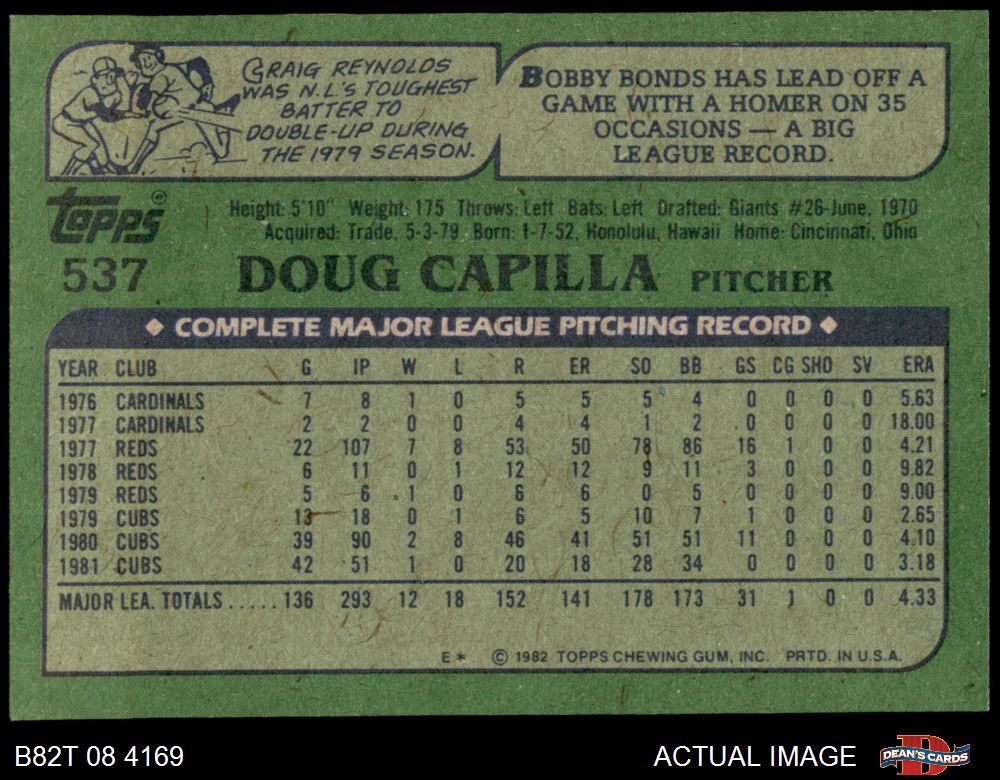 CRAIG REYNOLDS
WAS N.L.'S TOUGHEST
BATTER TO
DOUBLE-UP DURING
THE 1979 SEASON.
BOBBY BONDS HAS LEAD OFF A
GAME WITH A HOMER ON 35
OCCASIONS — A BIG
LEAGUE RECORD.
TOPPS®
Height: 5'10" Weight: 175 Throws: Left Bats: Left Drafted: Giants #26-June, 1970
Acquired: Trade, 5-3-79. Born: 1-7-52, Honolulu, Hawaii Home: Cincinnati, Ohio
537 DOUG CAPILLA PITCHER
◆ COMPLETE MAJOR LEAGUE PITCHING RECORD ◆
YEAR CLUB G IP W L R ER SO BB GS CG SHO SV ERA
1976 CARDINALS 7 8 1 0 5 5 5 4 0 0 0 0 5.63
1977 CARDINALS 2 2 0 0 4 4 1 2 0 0 0 0 18.00
1977 REDS 22 107 7 8 53 50 78 86 16 1 0 0 4.21
1978 REDS 6 11 0 1 12 12 9 11 3 0 0 0 9.82
1979 REDS 5 6 1 0 6 6 0 5 0 0 0 0 9.00
1979 CUBS 13 18 0 1 6 5 10 7 1 0 0 0 2.65
1980 CUBS 39 90 2 8 46 41 51 51 11 0 0 0 4.10
1981 CUBS 42 51 1 0 20 18 28 34 0 0 0 0 3.18
MAJOR LEA. TOTALS.....136 293 12 18 152 141 178 173 31 1 0 0 4.33
E* © 1982 TOPPS CHEWING GUM, INC. PRTD. IN U.S.A.
B82T 08 4169 ACTUAL IMAGE D DEAN'S CARDS